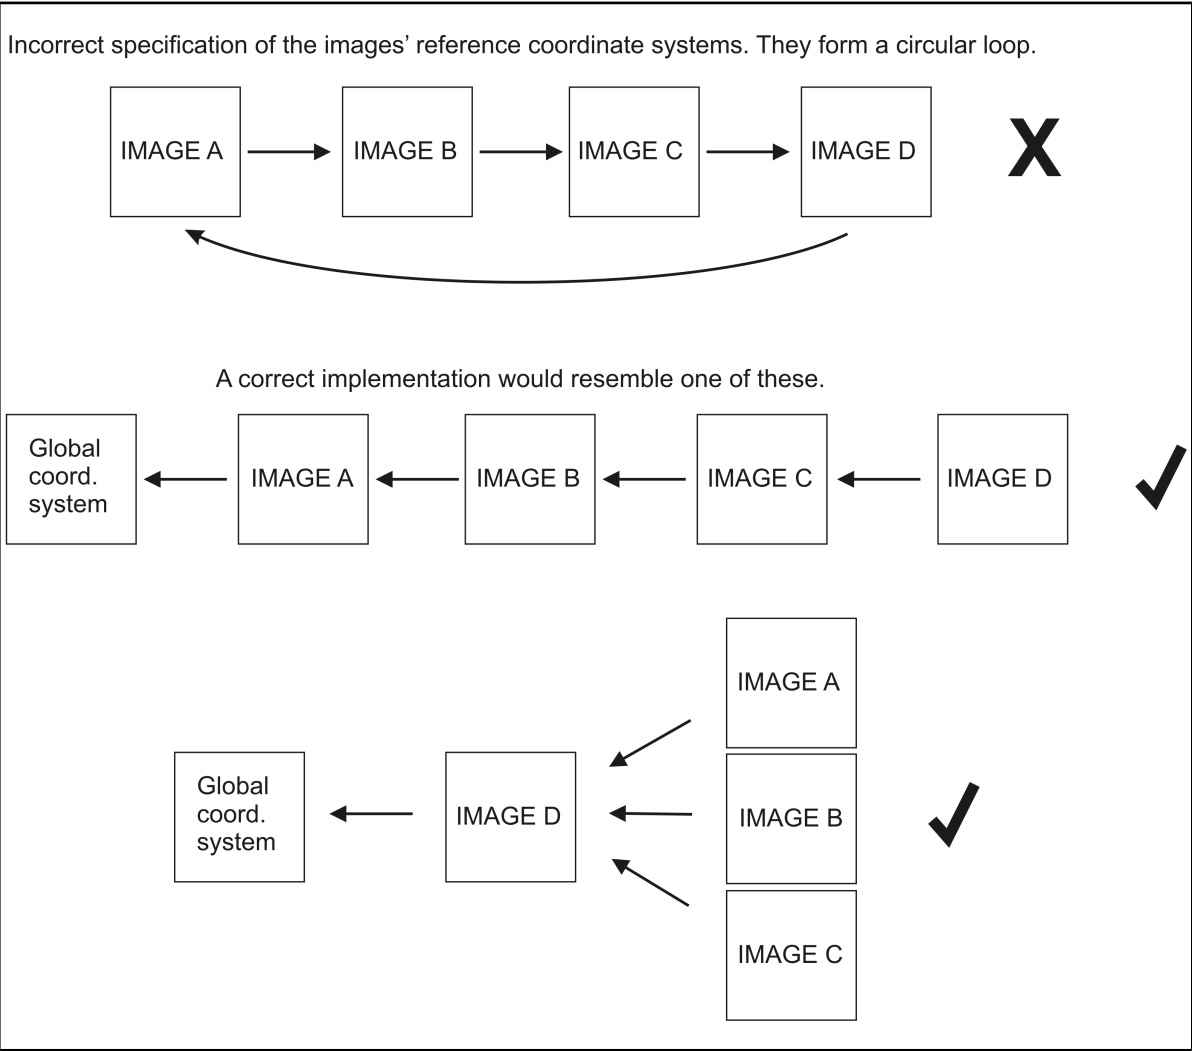 Incorrect specification of the images’ reference coordinate systems. They form a circular loop.
IMAGE A
IMAGE B
IMAGE C
IMAGE D
X
A correct implementation would resemble one of these.
Global
coord.
system
IMAGE A
IMAGE B
IMAGE C
IMAGE D
IMAGE A
Global
coord.
system
IMAGE D
IMAGE B
IMAGE C